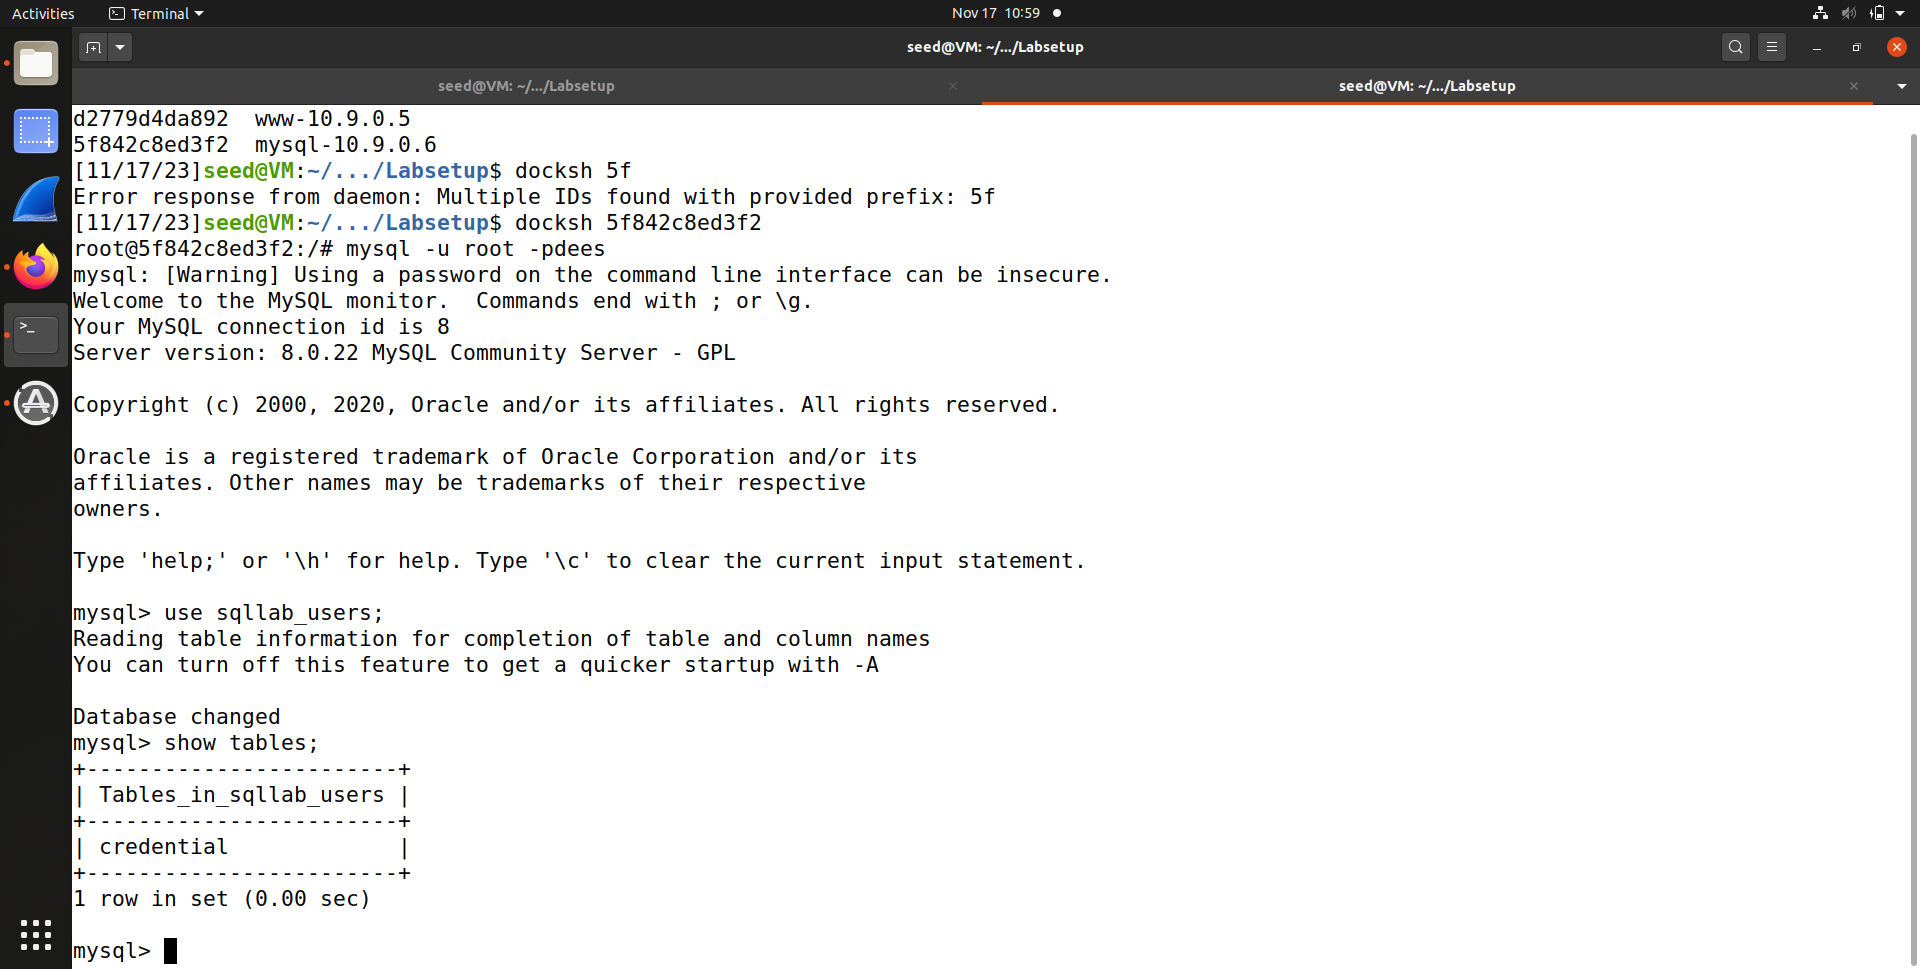 Activities
Terminal
Nov 17 10:59
seed@VM: ~/.../Labsetup
seed@VM: ~/.../Labsetup
seed@VM: ~/.../Labsetup
d2779d4da892  www-10.9.0.5
5f842c8ed3f2  mysql-10.9.0.6
[11/17/23]seed@VM:~/.../Labsetup$ docksh 5f
Error response from daemon: Multiple IDs found with provided prefix: 5f
[11/17/23]seed@VM:~/.../Labsetup$ docksh 5f842c8ed3f2
root@5f842c8ed3f2:/# mysql -u root -pdees
mysql: [Warning] Using a password on the command line interface can be insecure.
Welcome to the MySQL monitor.  Commands end with ; or \g.
Your MySQL connection id is 8
Server version: 8.0.22 MySQL Community Server - GPL
Copyright (c) 2000, 2020, Oracle and/or its affiliates. All rights reserved.
Oracle is a registered trademark of Oracle Corporation and/or its
affiliates. Other names may be trademarks of their respective
owners.
Type 'help;' or '\h' for help. Type '\c' to clear the current input statement.
mysql> use sqllab_users;
Reading table information for completion of table and column names
You can turn off this feature to get a quicker startup with -A
Database changed
mysql> show tables;
+------------------------+
| Tables_in_sqllab_users |
+------------------------+
| credential             |
+------------------------+
1 row in set (0.00 sec)
mysql>